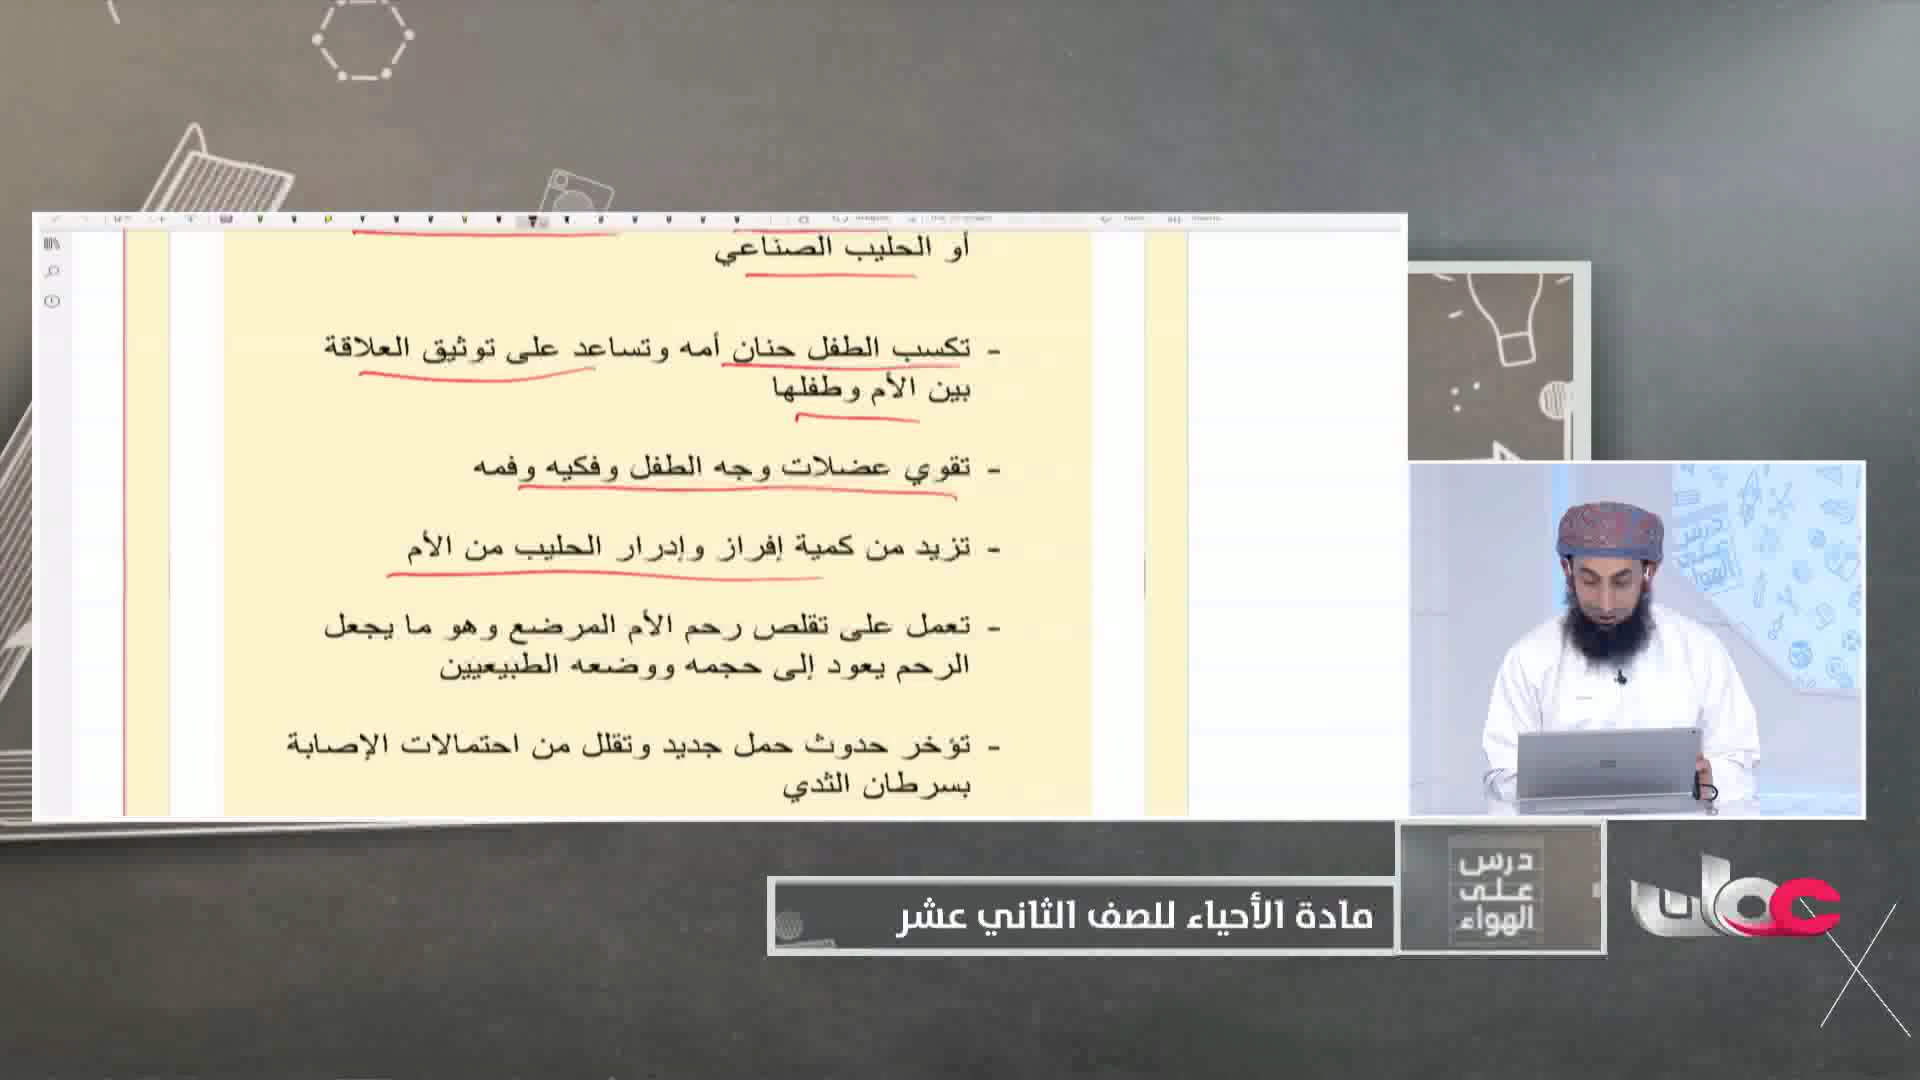 أو الحليب الصناعي
- تكسب الطفل حنان أمه وتساعد على توثيق العلاقة
بين الأم وطفلها
- تقوي عضلات وجه الطفل وفكيه وفمه
- تزيد من كمية إفراز وإدرار الحليب من الأم
- تعمل على تقلص رحم الأم المرضع وهو ما يجعل
الرحم يعود إلى حجمه ووضعه الطبيعيين
- تؤخر حدوث حمل جديد وتقلل من احتمالات الإصابة
بسرطان الثدي
درس
على
الهواء
درس
على
الهواء
مادة الأحياء للصف الثاني عشر